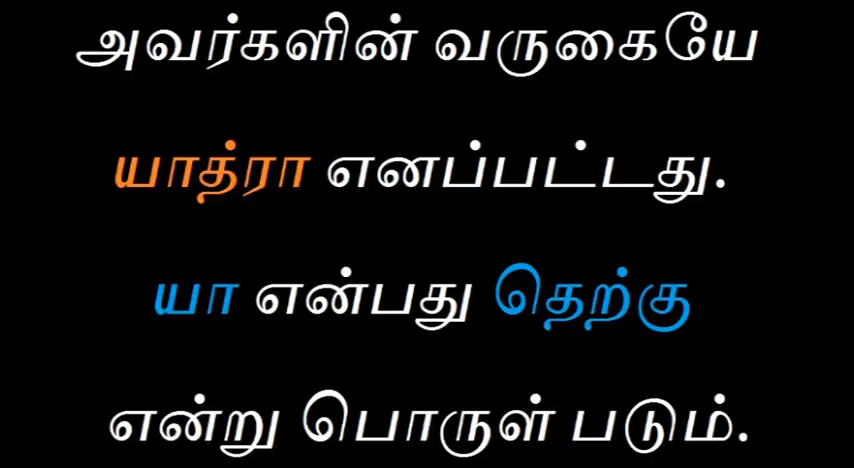 அவர்களின் வருகையே
யாத்ரா எனப்பட்டது.
யா என்பது தெற்கு
என்று பொருள் படும்.